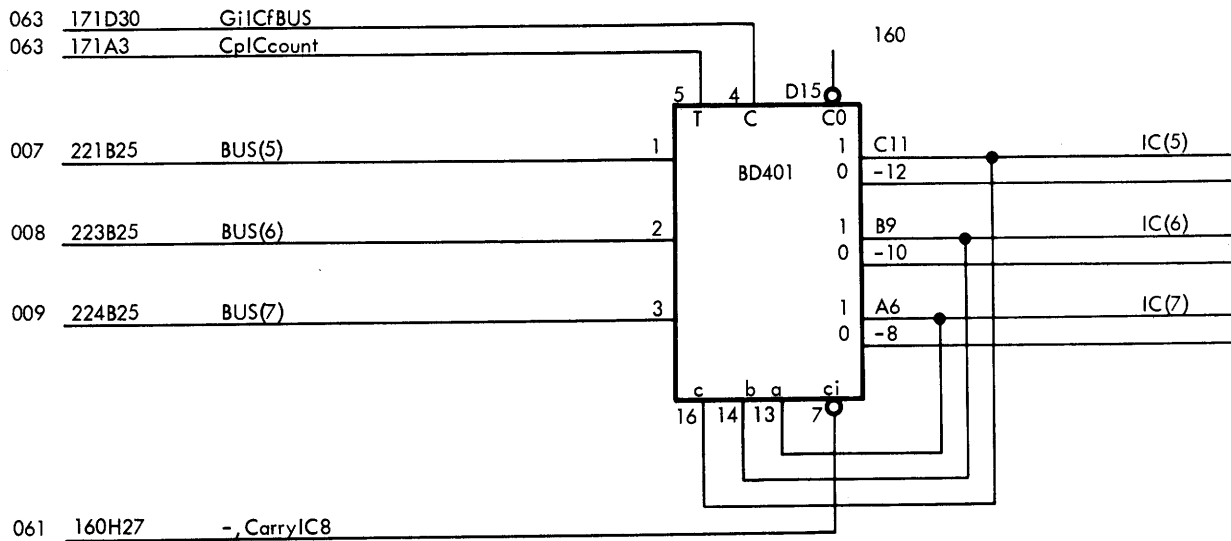 063 171D30 GiICfBUS
063 171A3 CpICcount
160
5 4 D15
T C C0
007 221B25 BUS(5) 1
1 C11 IC(5)
0 -12
BD401
008 223B25 BUS(6) 2
1 B9 IC(6)
0 -10
009 224B25 BUS(7) 3
1 A6 IC(7)
0 -8
c b a ci
16 14 13 7
061 160H27 -,CarryIC8